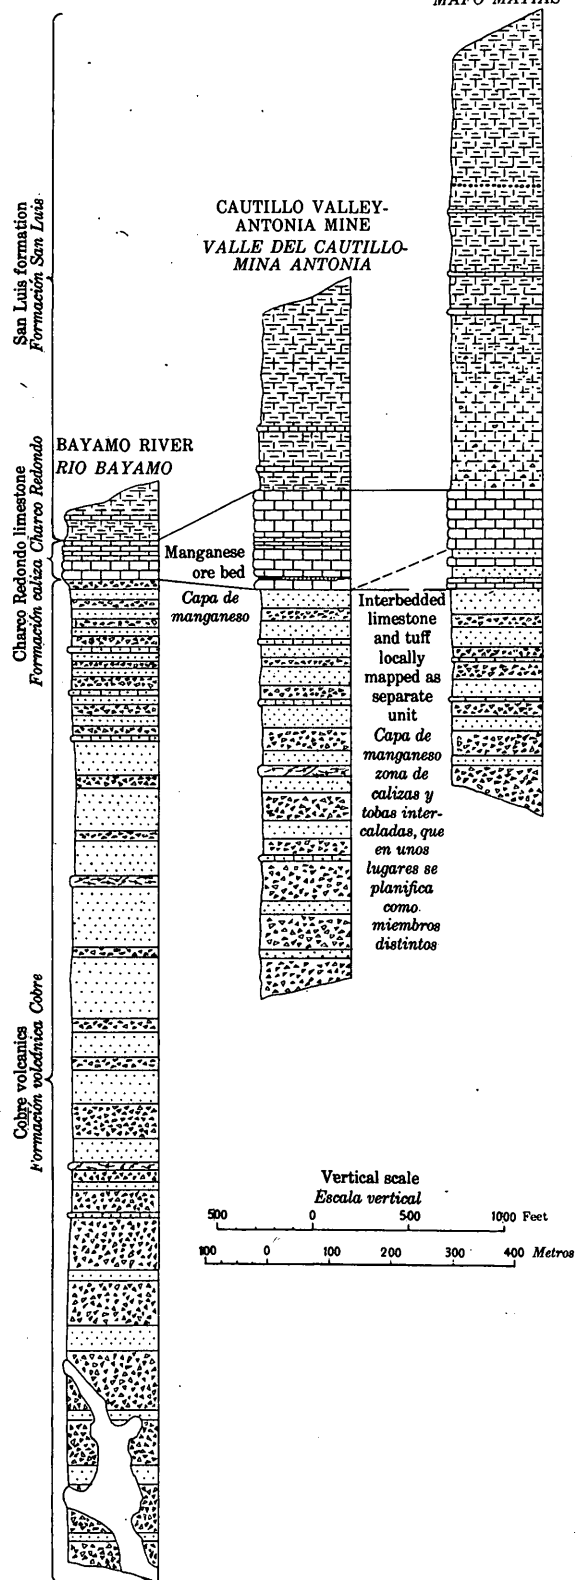 MAFO MATIAS
San Luis formation
Formación San Luis
CAUTILLO VALLEY-
ANTONIA MINE
VALLE DEL CAUTILLO-
MINA ANTONIA
BAYAMO RIVER
RIO BAYAMO
Charco Redondo limestone
Formación caliza Charco Redondo
Manganese
ore bed
Capa de
manganeso
Interbedded
limestone
and tuff
locally
mapped as
separate
unit
Capa de
manganeso
zona de
calizas y
tobas inter-
caladas, que
en unos
lugares se
planifica
como
miembros
distintos
Cobre volcanics
Formación volcánica Cobre
Vertical scale
Escala vertical
500 0 500 1000 Feet
100 0 100 200 300 400 Metros